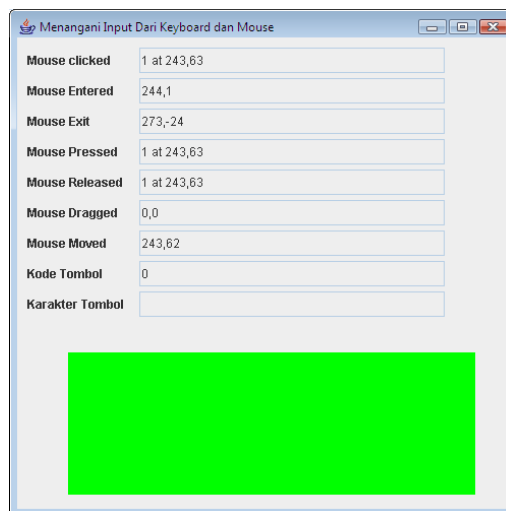 Menangani Input Dari Keyboard dan Mouse
Mouse clicked 1 at 243,63
Mouse Entered 244,1
Mouse Exit 273,-24
Mouse Pressed 1 at 243,63
Mouse Released 1 at 243,63
Mouse Dragged 0,0
Mouse Moved 243,62
Kode Tombol 0
Karakter Tombol